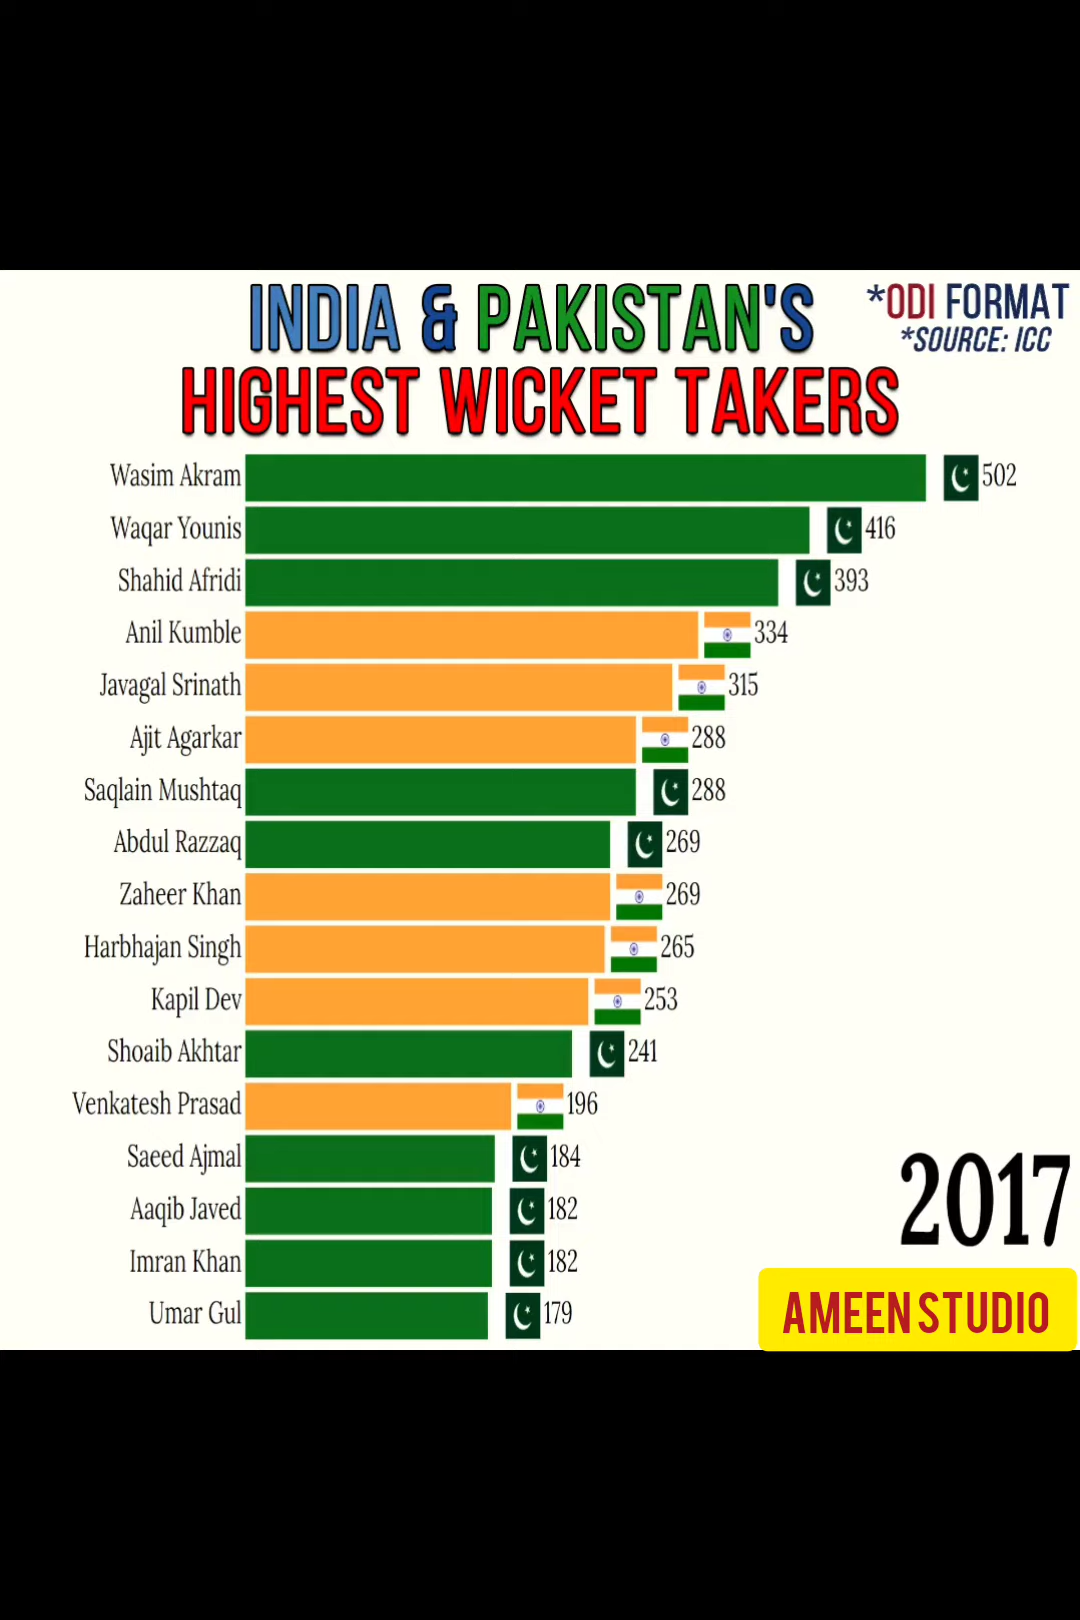 INDIA & PAKISTAN'S
HIGHEST WICKET TAKERS
*ODI FORMAT
*SOURCE: ICC
Wasim Akram 502
Waqar Younis 416
Shahid Afridi 393
Anil Kumble 334
Javagal Srinath 315
Ajit Agarkar 288
Saqlain Mushtaq 288
Abdul Razzaq 269
Zaheer Khan 269
Harbhajan Singh 265
Kapil Dev 253
Shoaib Akhtar 241
Venkatesh Prasad 196
Saeed Ajmal 184
Aaqib Javed 182
Imran Khan 182
Umar Gul 179
2017
AMEEN STUDIO